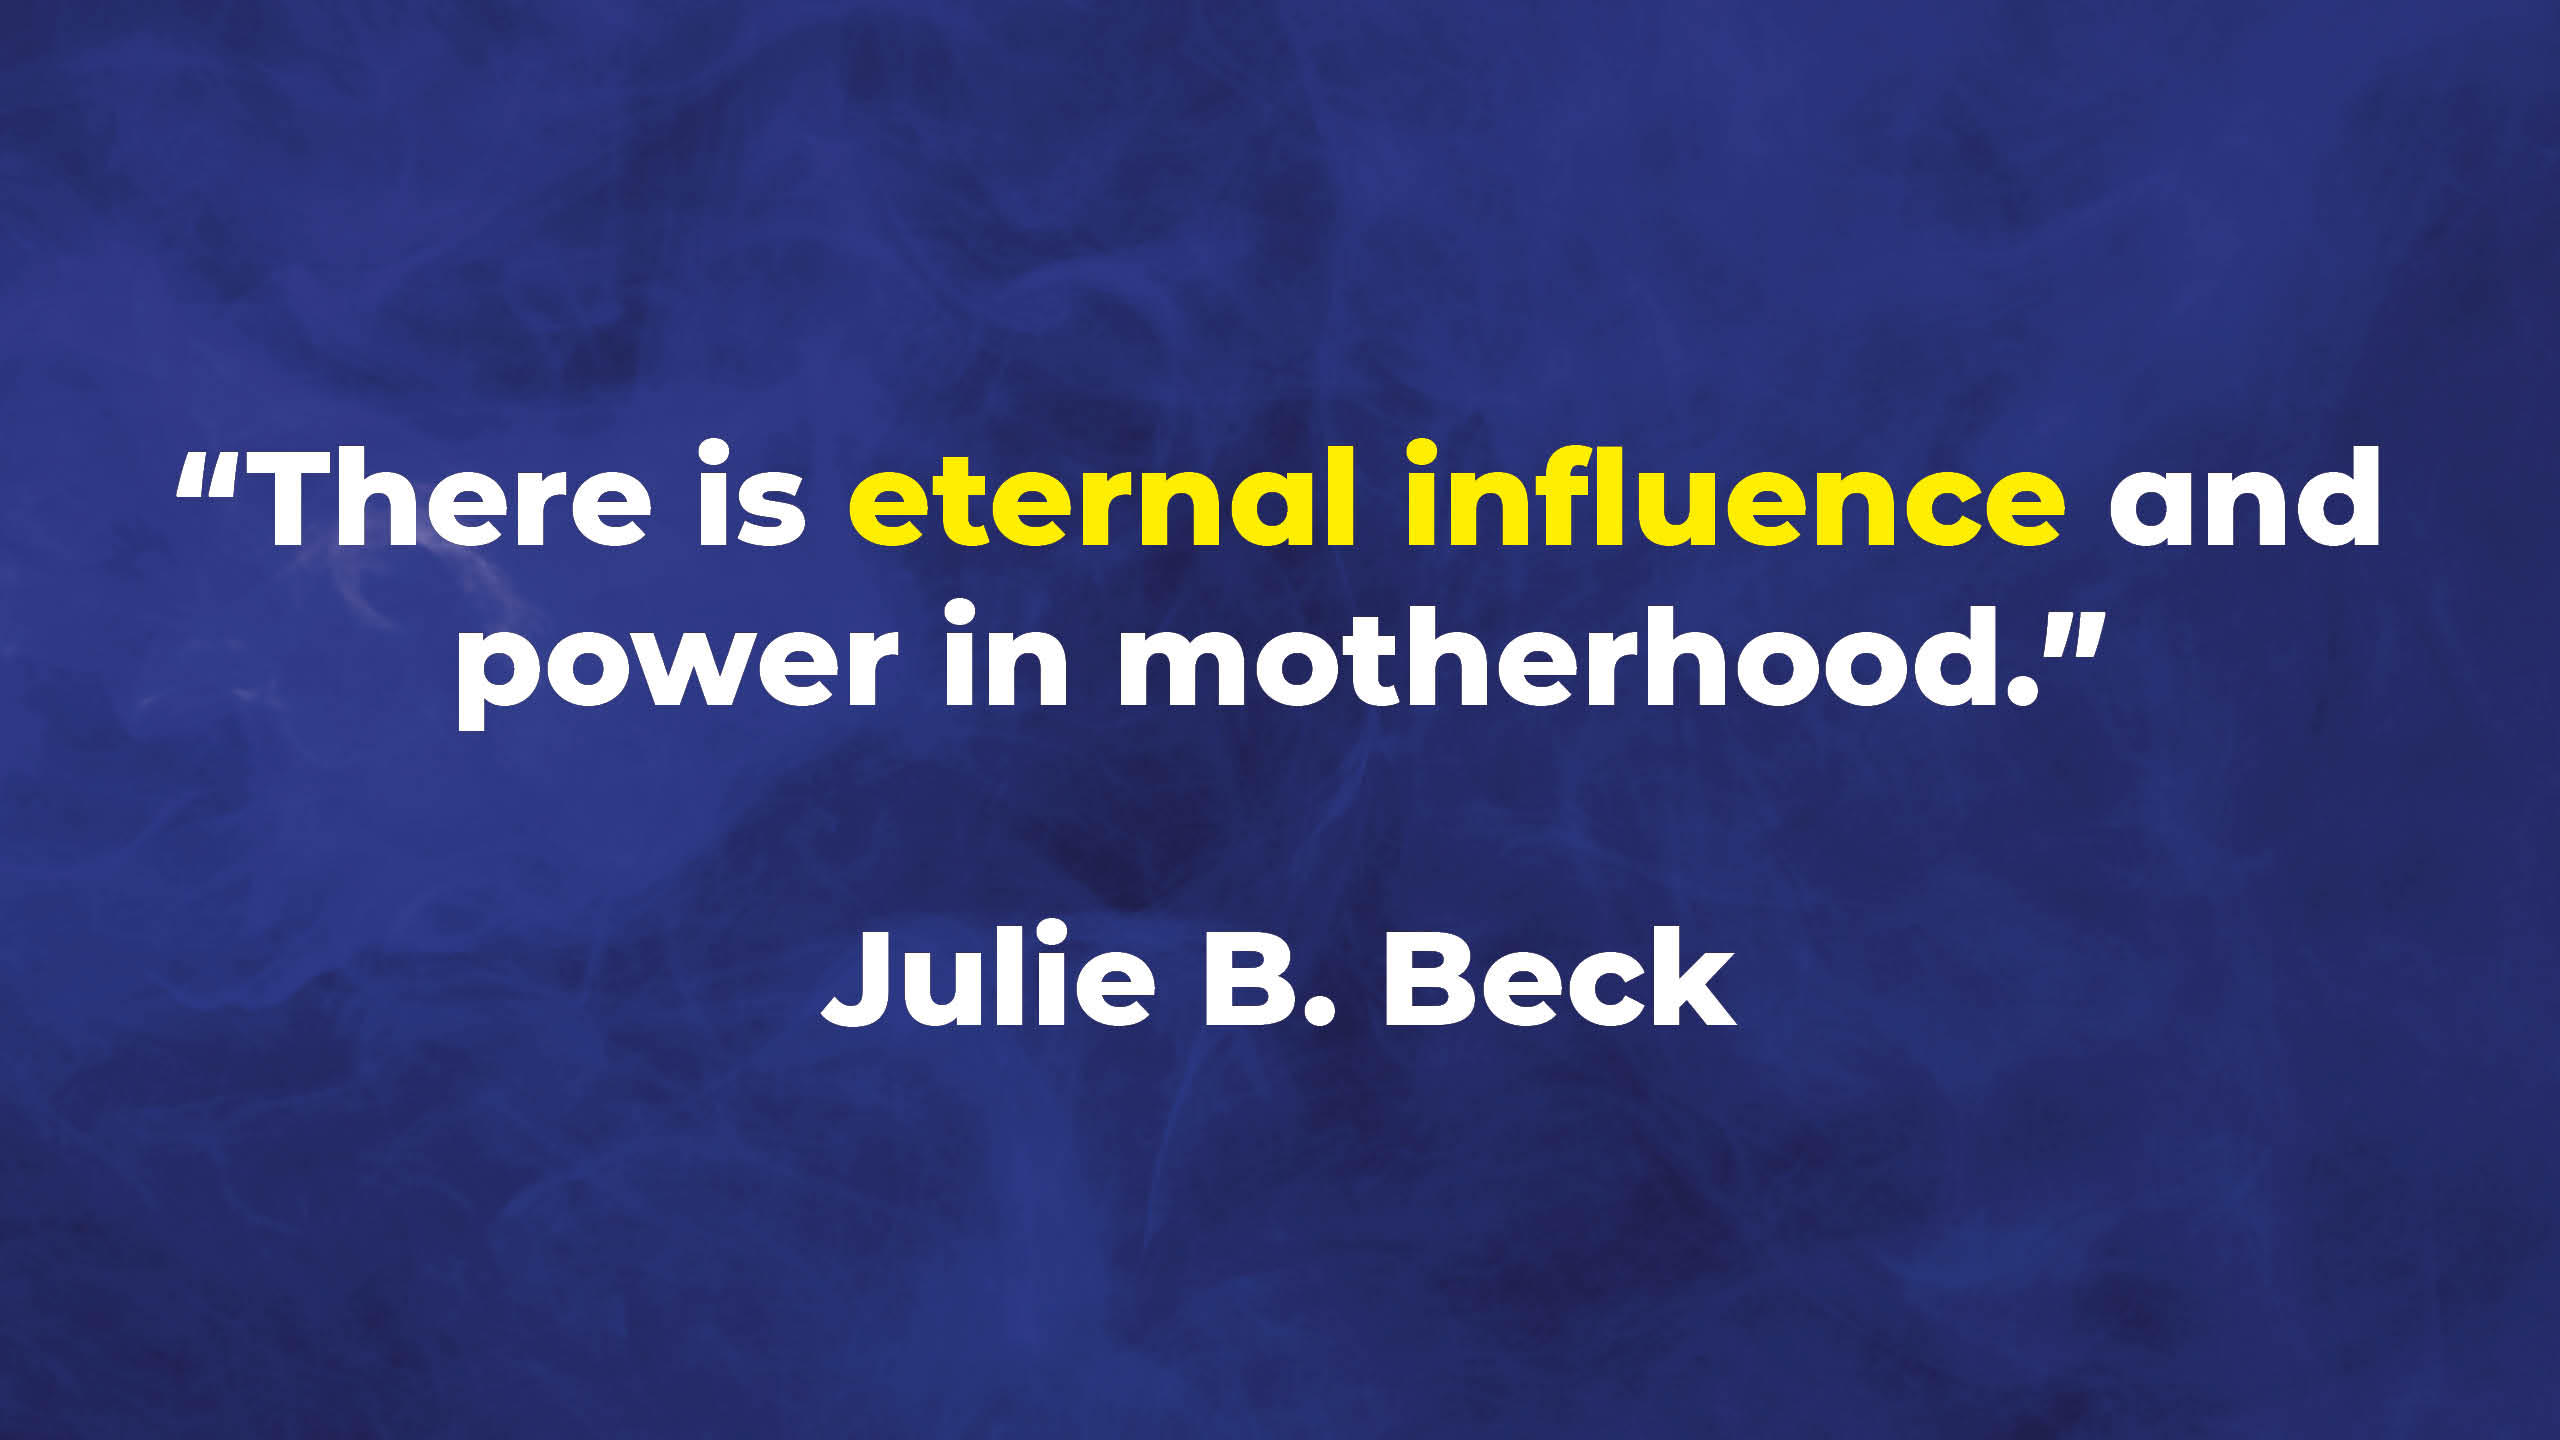 “There is eternal influence and
power in motherhood.”
Julie B. Beck